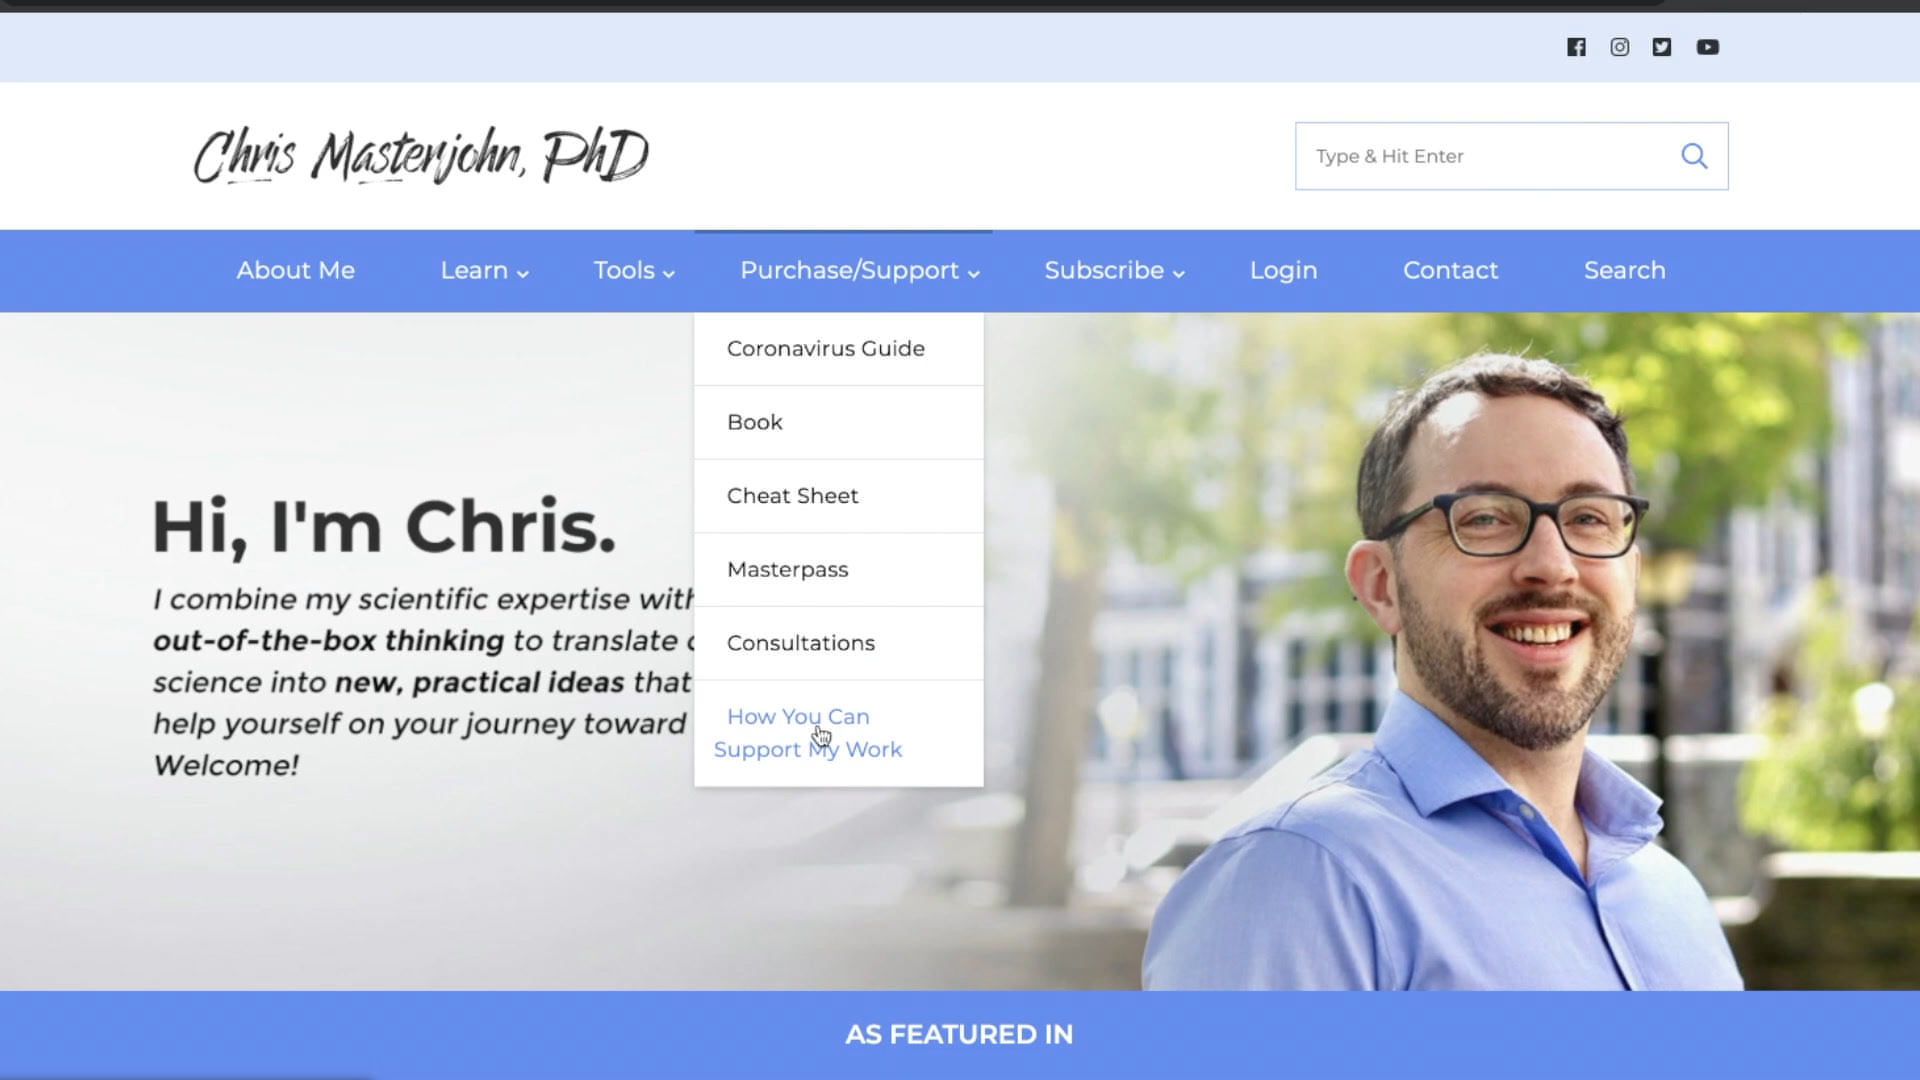 Chris Masterjohn, PhD
Type & Hit Enter
About Me
Learn
Tools
Purchase/Support
Subscribe
Login
Contact
Search
Coronavirus Guide
Book
Cheat Sheet
Masterpass
Consultations
How You Can
Support My Work
Hi, I'm Chris.
I combine my scientific expertise with
out-of-the-box thinking to translate
science into new, practical ideas that
help yourself on your journey toward
Welcome!
AS FEATURED IN